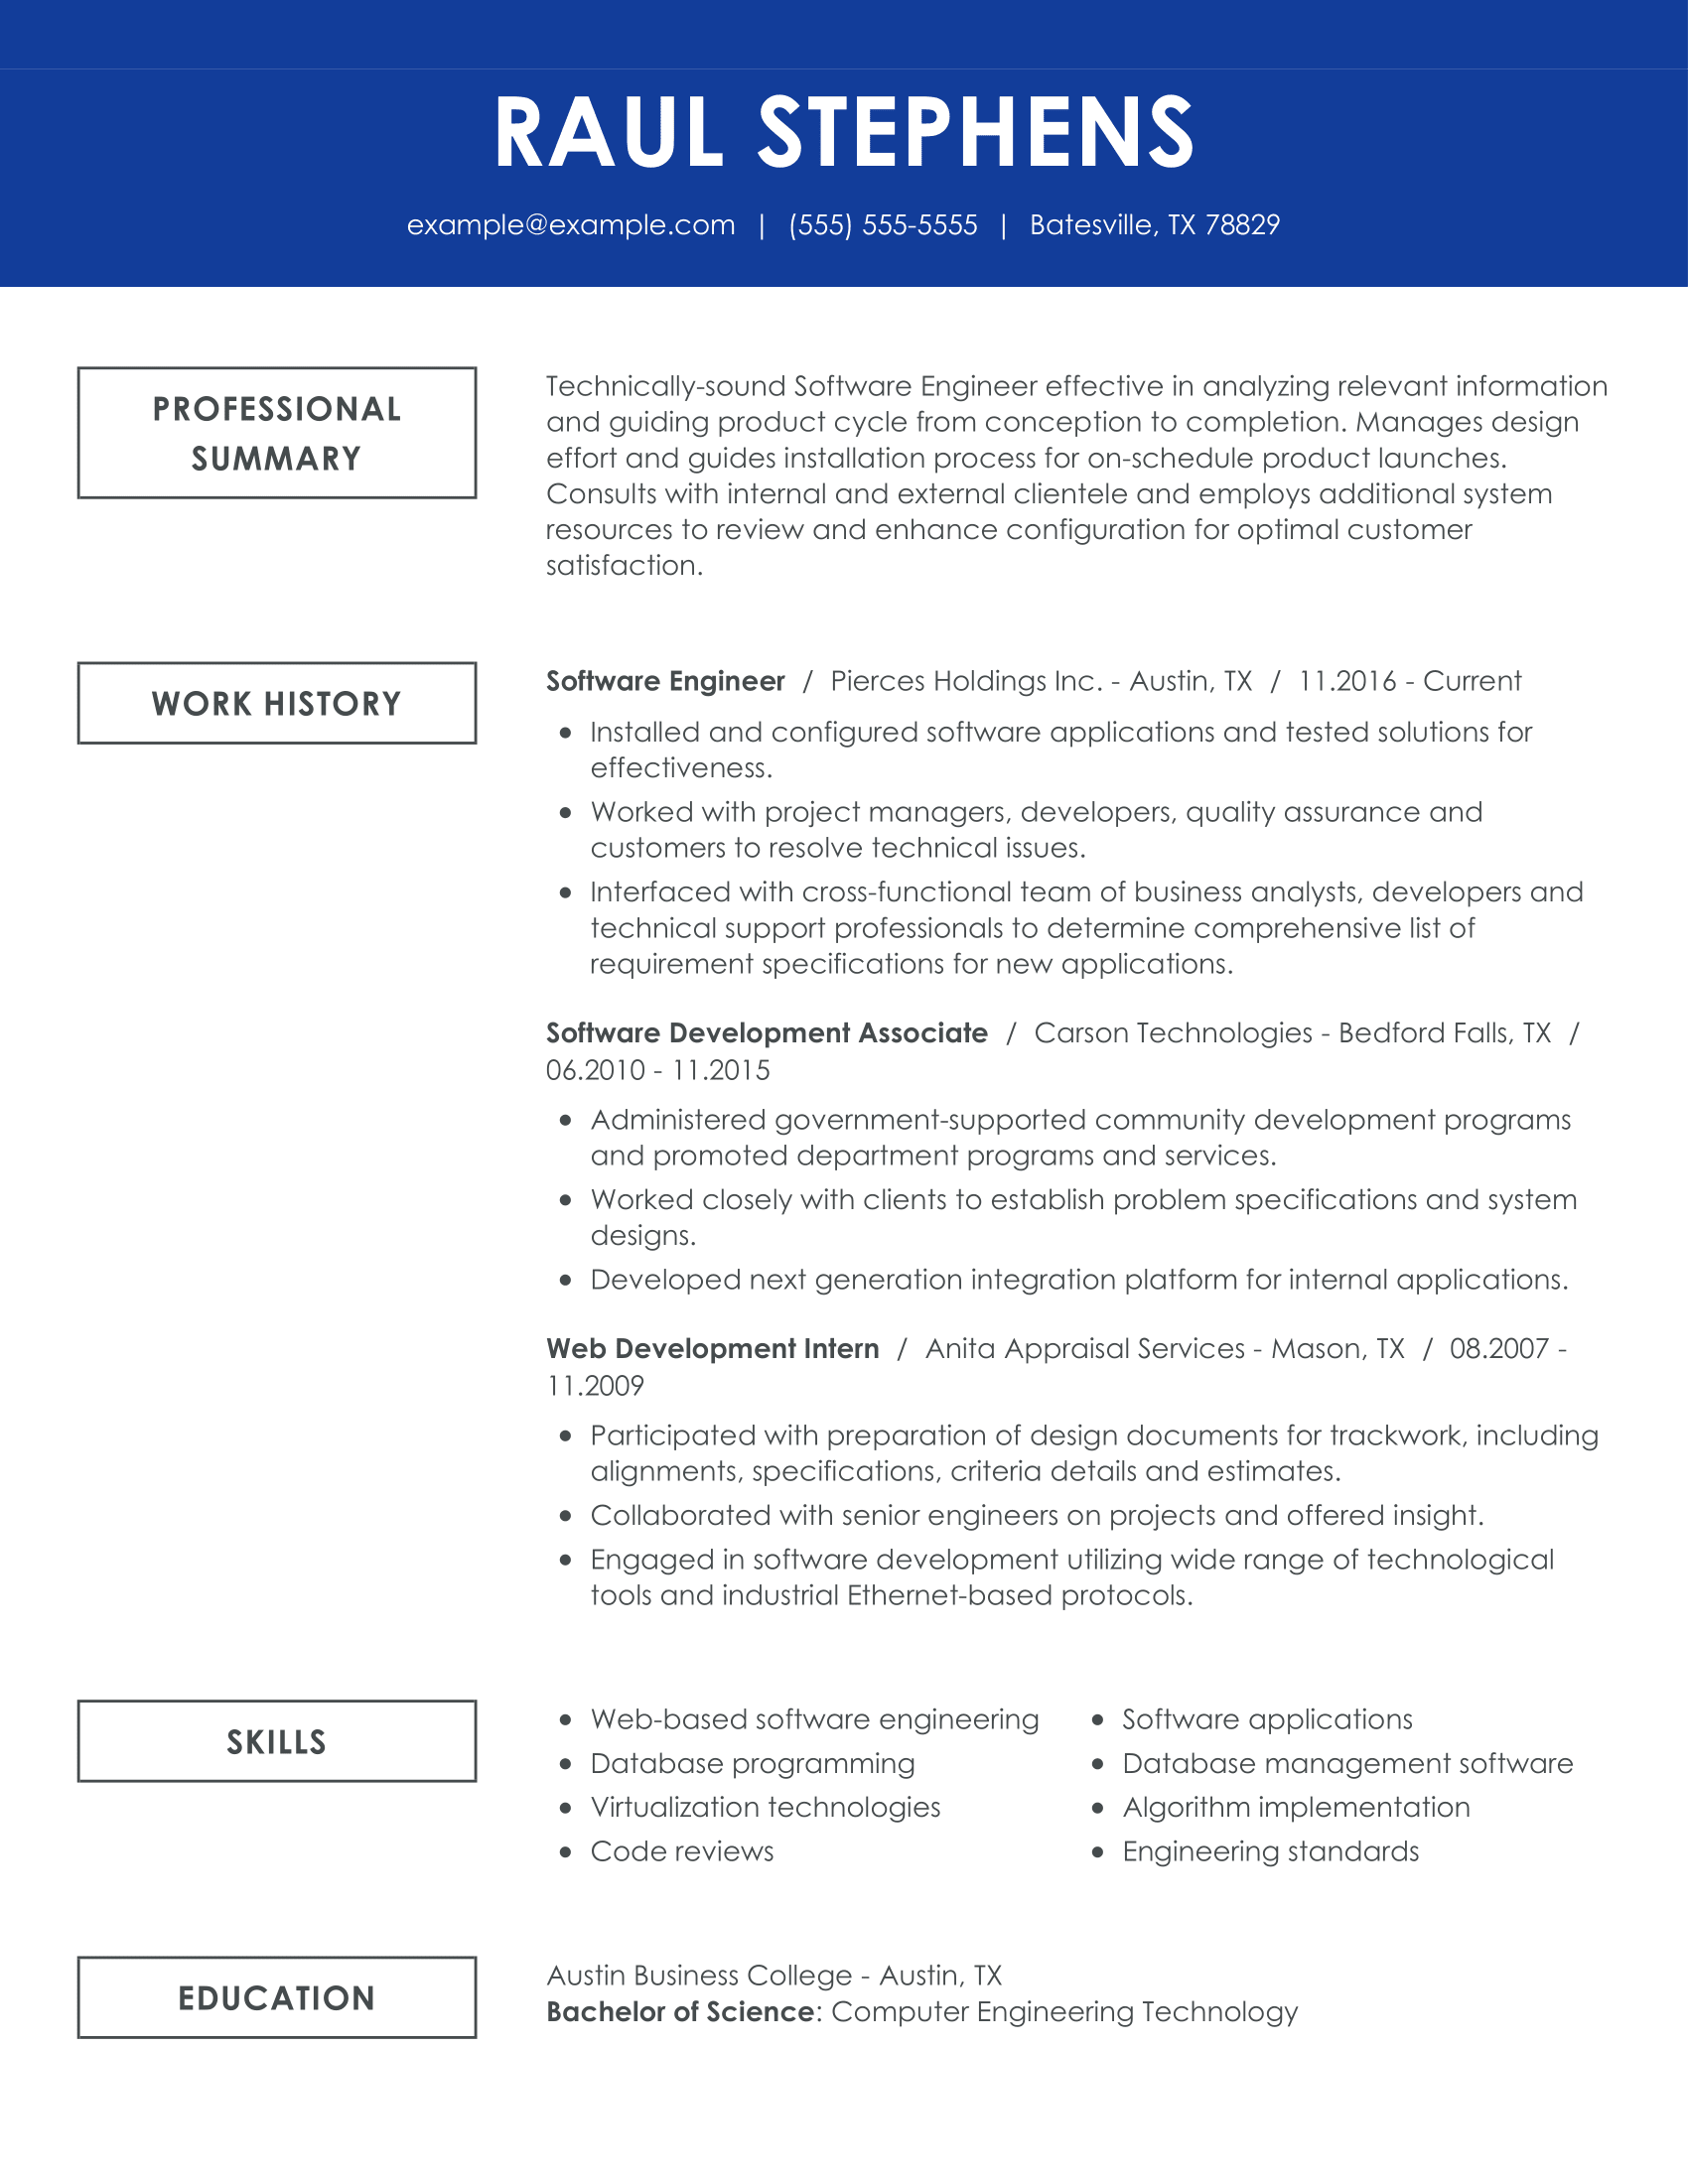 RAUL STEPHENS
example@example.com | (555) 555-5555 | Batesville, TX 78829
PROFESSIONAL
SUMMARY
Technically-sound Software Engineer effective in analyzing relevant information
and guiding product cycle from conception to completion. Manages design
effort and guides installation process for on-schedule product launches.
Consults with internal and external clientele and employs additional system
resources to review and enhance configuration for optimal customer
satisfaction.
WORK HISTORY
Software Engineer / Pierces Holdings Inc. - Austin, TX / 11.2016 - Current
• Installed and configured software applications and tested solutions for
effectiveness.
• Worked with project managers, developers, quality assurance and
customers to resolve technical issues.
• Interfaced with cross-functional team of business analysts, developers and
technical support professionals to determine comprehensive list of
requirement specifications for new applications.
Software Development Associate / Carson Technologies - Bedford Falls, TX /
06.2010 - 11.2015
• Administered government-supported community development programs
and promoted department programs and services.
• Worked closely with clients to establish problem specifications and system
designs.
• Developed next generation integration platform for internal applications.
Web Development Intern / Anita Appraisal Services - Mason, TX / 08.2007 -
11.2009
• Participated with preparation of design documents for trackwork, including
alignments, specifications, criteria details and estimates.
• Collaborated with senior engineers on projects and offered insight.
• Engaged in software development utilizing wide range of technological
tools and industrial Ethernet-based protocols.
SKILLS
• Web-based software engineering
• Database programming
• Virtualization technologies
• Code reviews
• Software applications
• Database management software
• Algorithm implementation
• Engineering standards
EDUCATION
Austin Business College - Austin, TX
Bachelor of Science: Computer Engineering Technology